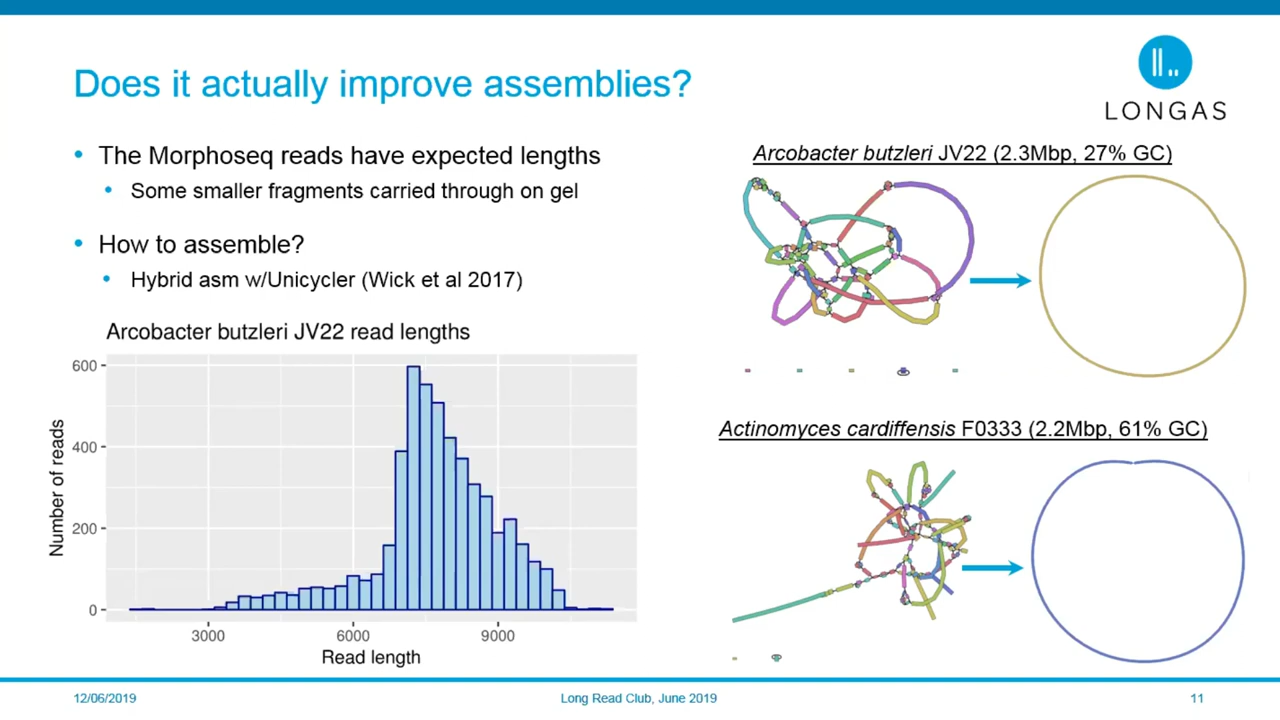 Does it actually improve assemblies?
LONGAS
• The Morphoseq reads have expected lengths
• Some smaller fragments carried through on gel
• How to assemble?
• Hybrid asm w/Unicycler (Wick et al 2017)
Arcobacter butzleri JV22 read lengths
Number of reads
600
400
200
0
3000
6000
9000
Read length
Arcobacter butzleri JV22 (2.3Mbp, 27% GC)
Actinomyces cardiffensis F0333 (2.2Mbp, 61% GC)
12/06/2019
Long Read Club, June 2019
11